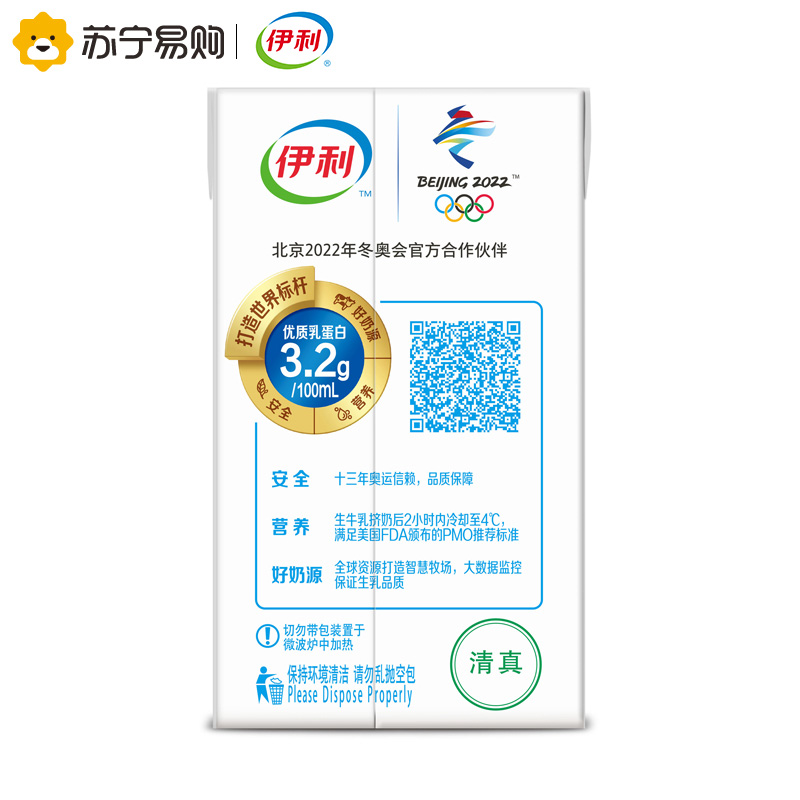 苏宁易购
伊利
®
伊利
TM
BEIJING 2022
TM
北京2022年冬奥会官方合作伙伴
打造世界标杆
好奶源
优质乳蛋白
3.2g
/100mL
安全
营养
安全 十三年奥运信赖，品质保障
营养 生牛乳挤奶后2小时内冷却至4℃，
满足美国FDA颁布的PMO推荐标准
好奶源 全球资源打造智慧牧场，大数据监控
保证生乳品质
切勿带包装置于
微波炉中加热
清真
保持环境清洁 请勿乱抛空包
Please Dispose Properly